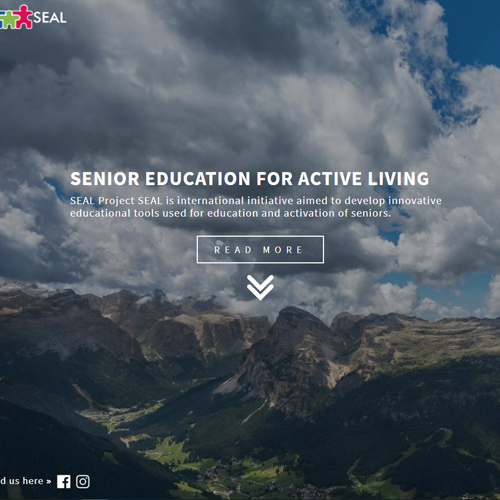 SEAL
SENIOR EDUCATION FOR ACTIVE LIVING
SEAL Project SEAL is international initiative aimed to develop innovative
educational tools used for education and activation of seniors.
READ MORE
d us here »